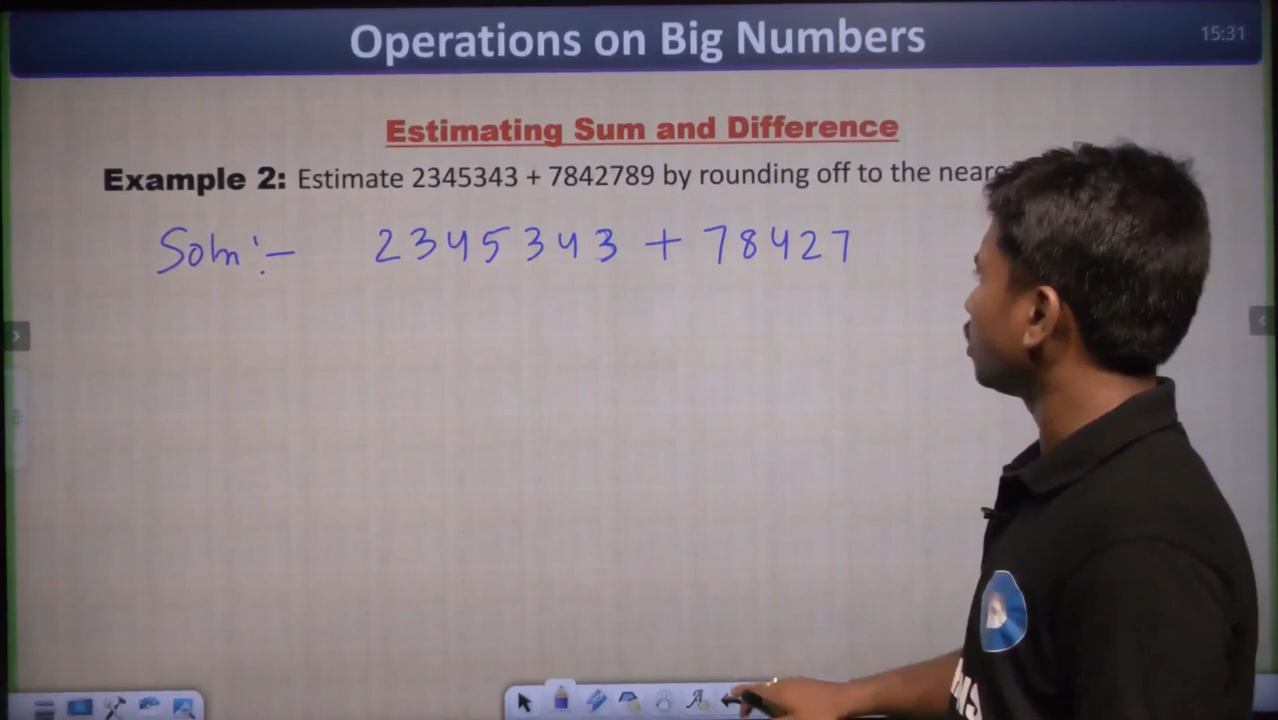 Operations on Big Numbers
15:31
Estimating Sum and Difference
Example 2: Estimate 2345343 + 7842789 by rounding off to the
Soln :- 2345343 + 78427